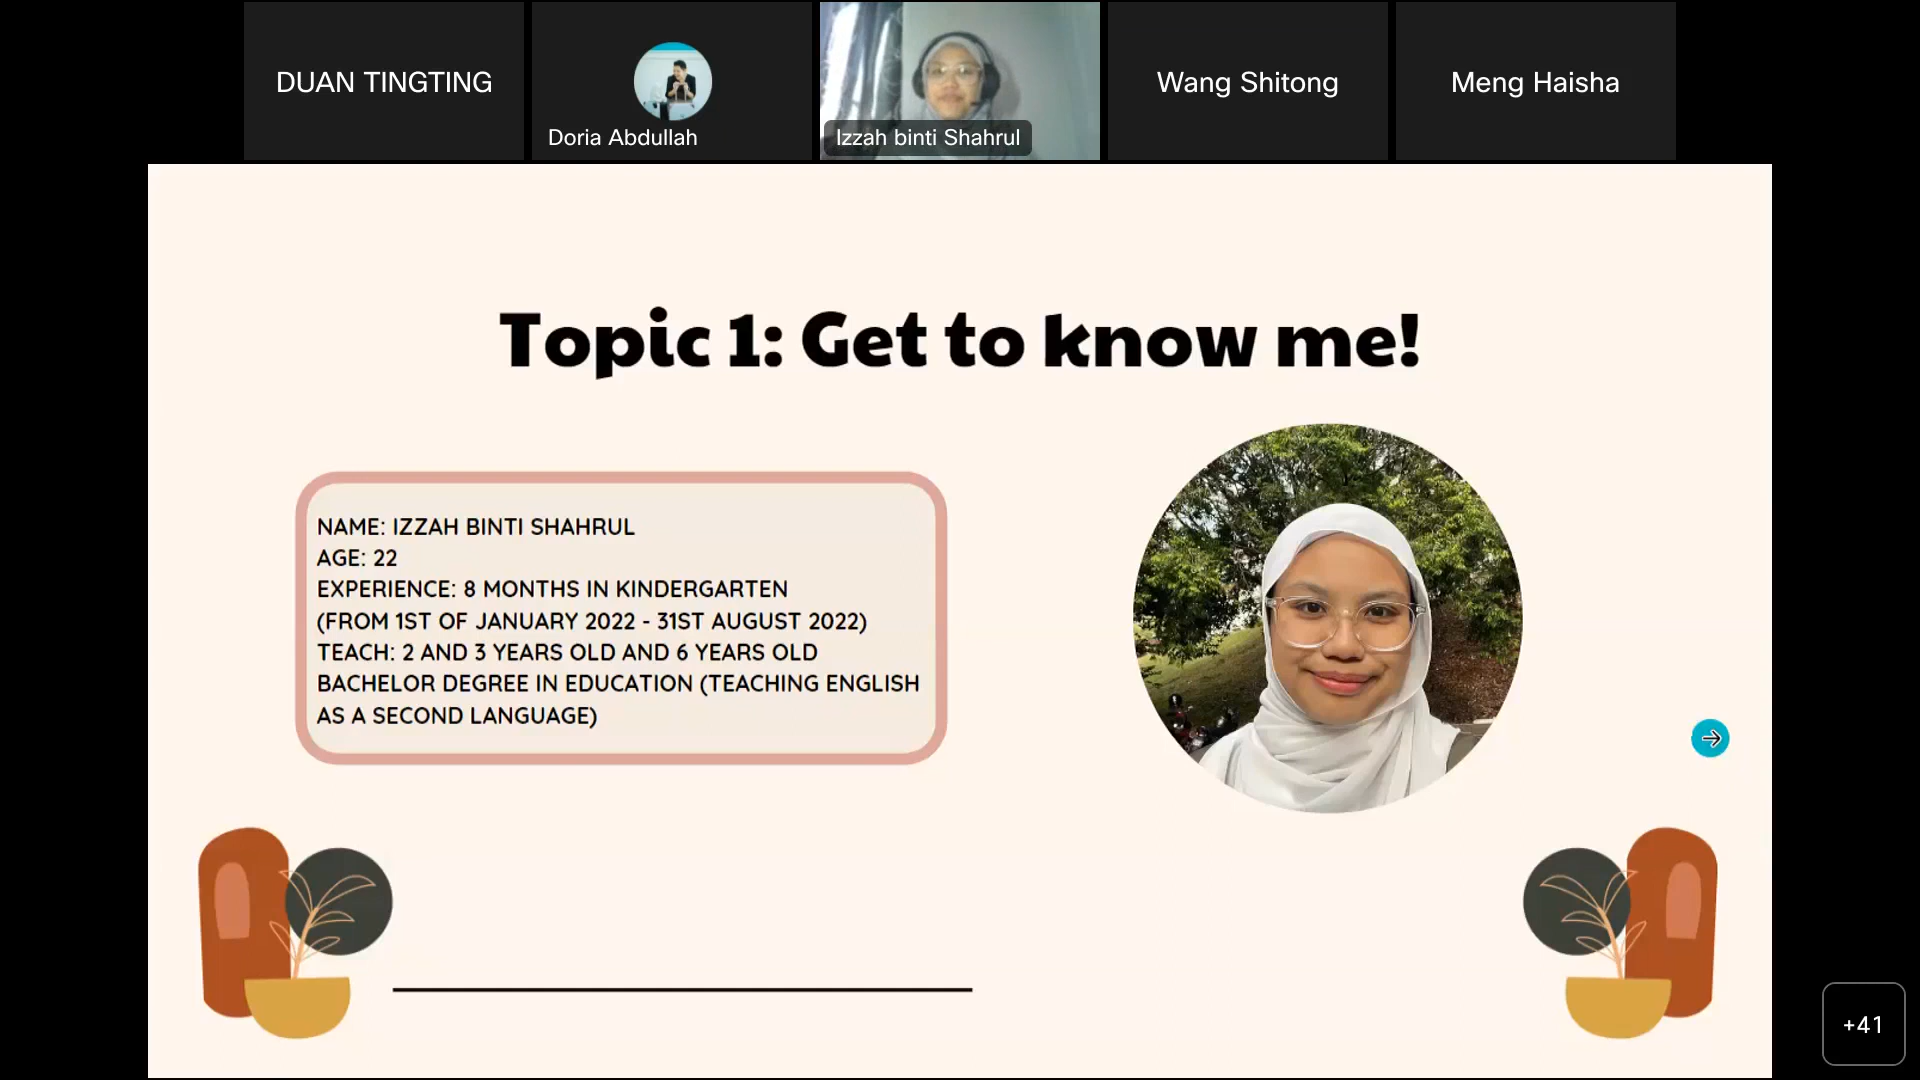 DUAN TINGTING
Doria Abdullah
Izzah binti Shahrul
Wang Shitong
Meng Haisha
Topic 1: Get to know me!
NAME: IZZAH BINTI SHAHRUL
AGE: 22
EXPERIENCE: 8 MONTHS IN KINDERGARTEN
(FROM 1ST OF JANUARY 2022 - 31ST AUGUST 2022)
TEACH: 2 AND 3 YEARS OLD AND 6 YEARS OLD
BACHELOR DEGREE IN EDUCATION (TEACHING ENGLISH
AS A SECOND LANGUAGE)
+41